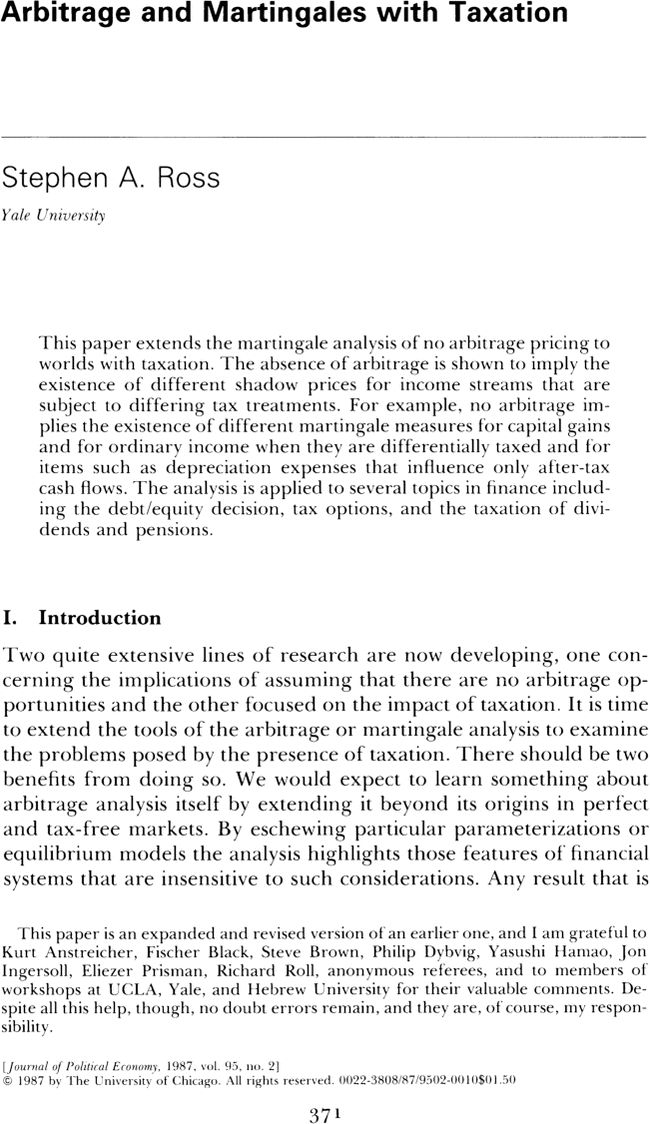 Arbitrage and Martingales with Taxation
Stephen A. Ross
Yale University
This paper extends the martingale analysis of no arbitrage pricing to
worlds with taxation. The absence of arbitrage is shown to imply the
existence of different shadow prices for income streams that are
subject to differing tax treatments. For example, no arbitrage im-
plies the existence of different martingale measures for capital gains
and for ordinary income when they are differentially taxed and for
items such as depreciation expenses that influence only after-tax
cash flows. The analysis is applied to several topics in finance includ-
ing the debt/equity decision, tax options, and the taxation of divi-
dends and pensions.
I. Introduction
Two quite extensive lines of research are now developing, one con-
cerning the implications of assuming that there are no arbitrage op-
portunities and the other focused on the impact of taxation. It is time
to extend the tools of the arbitrage or martingale analysis to examine
the problems posed by the presence of taxation. There should be two
benefits from doing so. We would expect to learn something about
arbitrage analysis itself by extending it beyond its origins in perfect
and tax-free markets. By eschewing particular parameterizations or
equilibrium models the analysis highlights those features of financial
systems that are insensitive to such considerations. Any result that is
This paper is an expanded and revised version of an earlier one, and I am grateful to
Kurt Anstreicher, Fischer Black, Steve Brown, Philip Dybvig, Yasushi Hamao, Jon
Ingersoll, Eliezer Prisman, Richard Roll, anonymous referees, and to members of
workshops at UCLA, Yale, and Hebrew University for their valuable comments. De-
spite all this help, though, no doubt errors remain, and they are, of course, my respon-
sibility.
[Journal of Political Economy, 1987, vol. 95, no. 2]
© 1987 by The University of Chicago. All rights reserved. 0022-3808/87/9502-0010$01.50
371